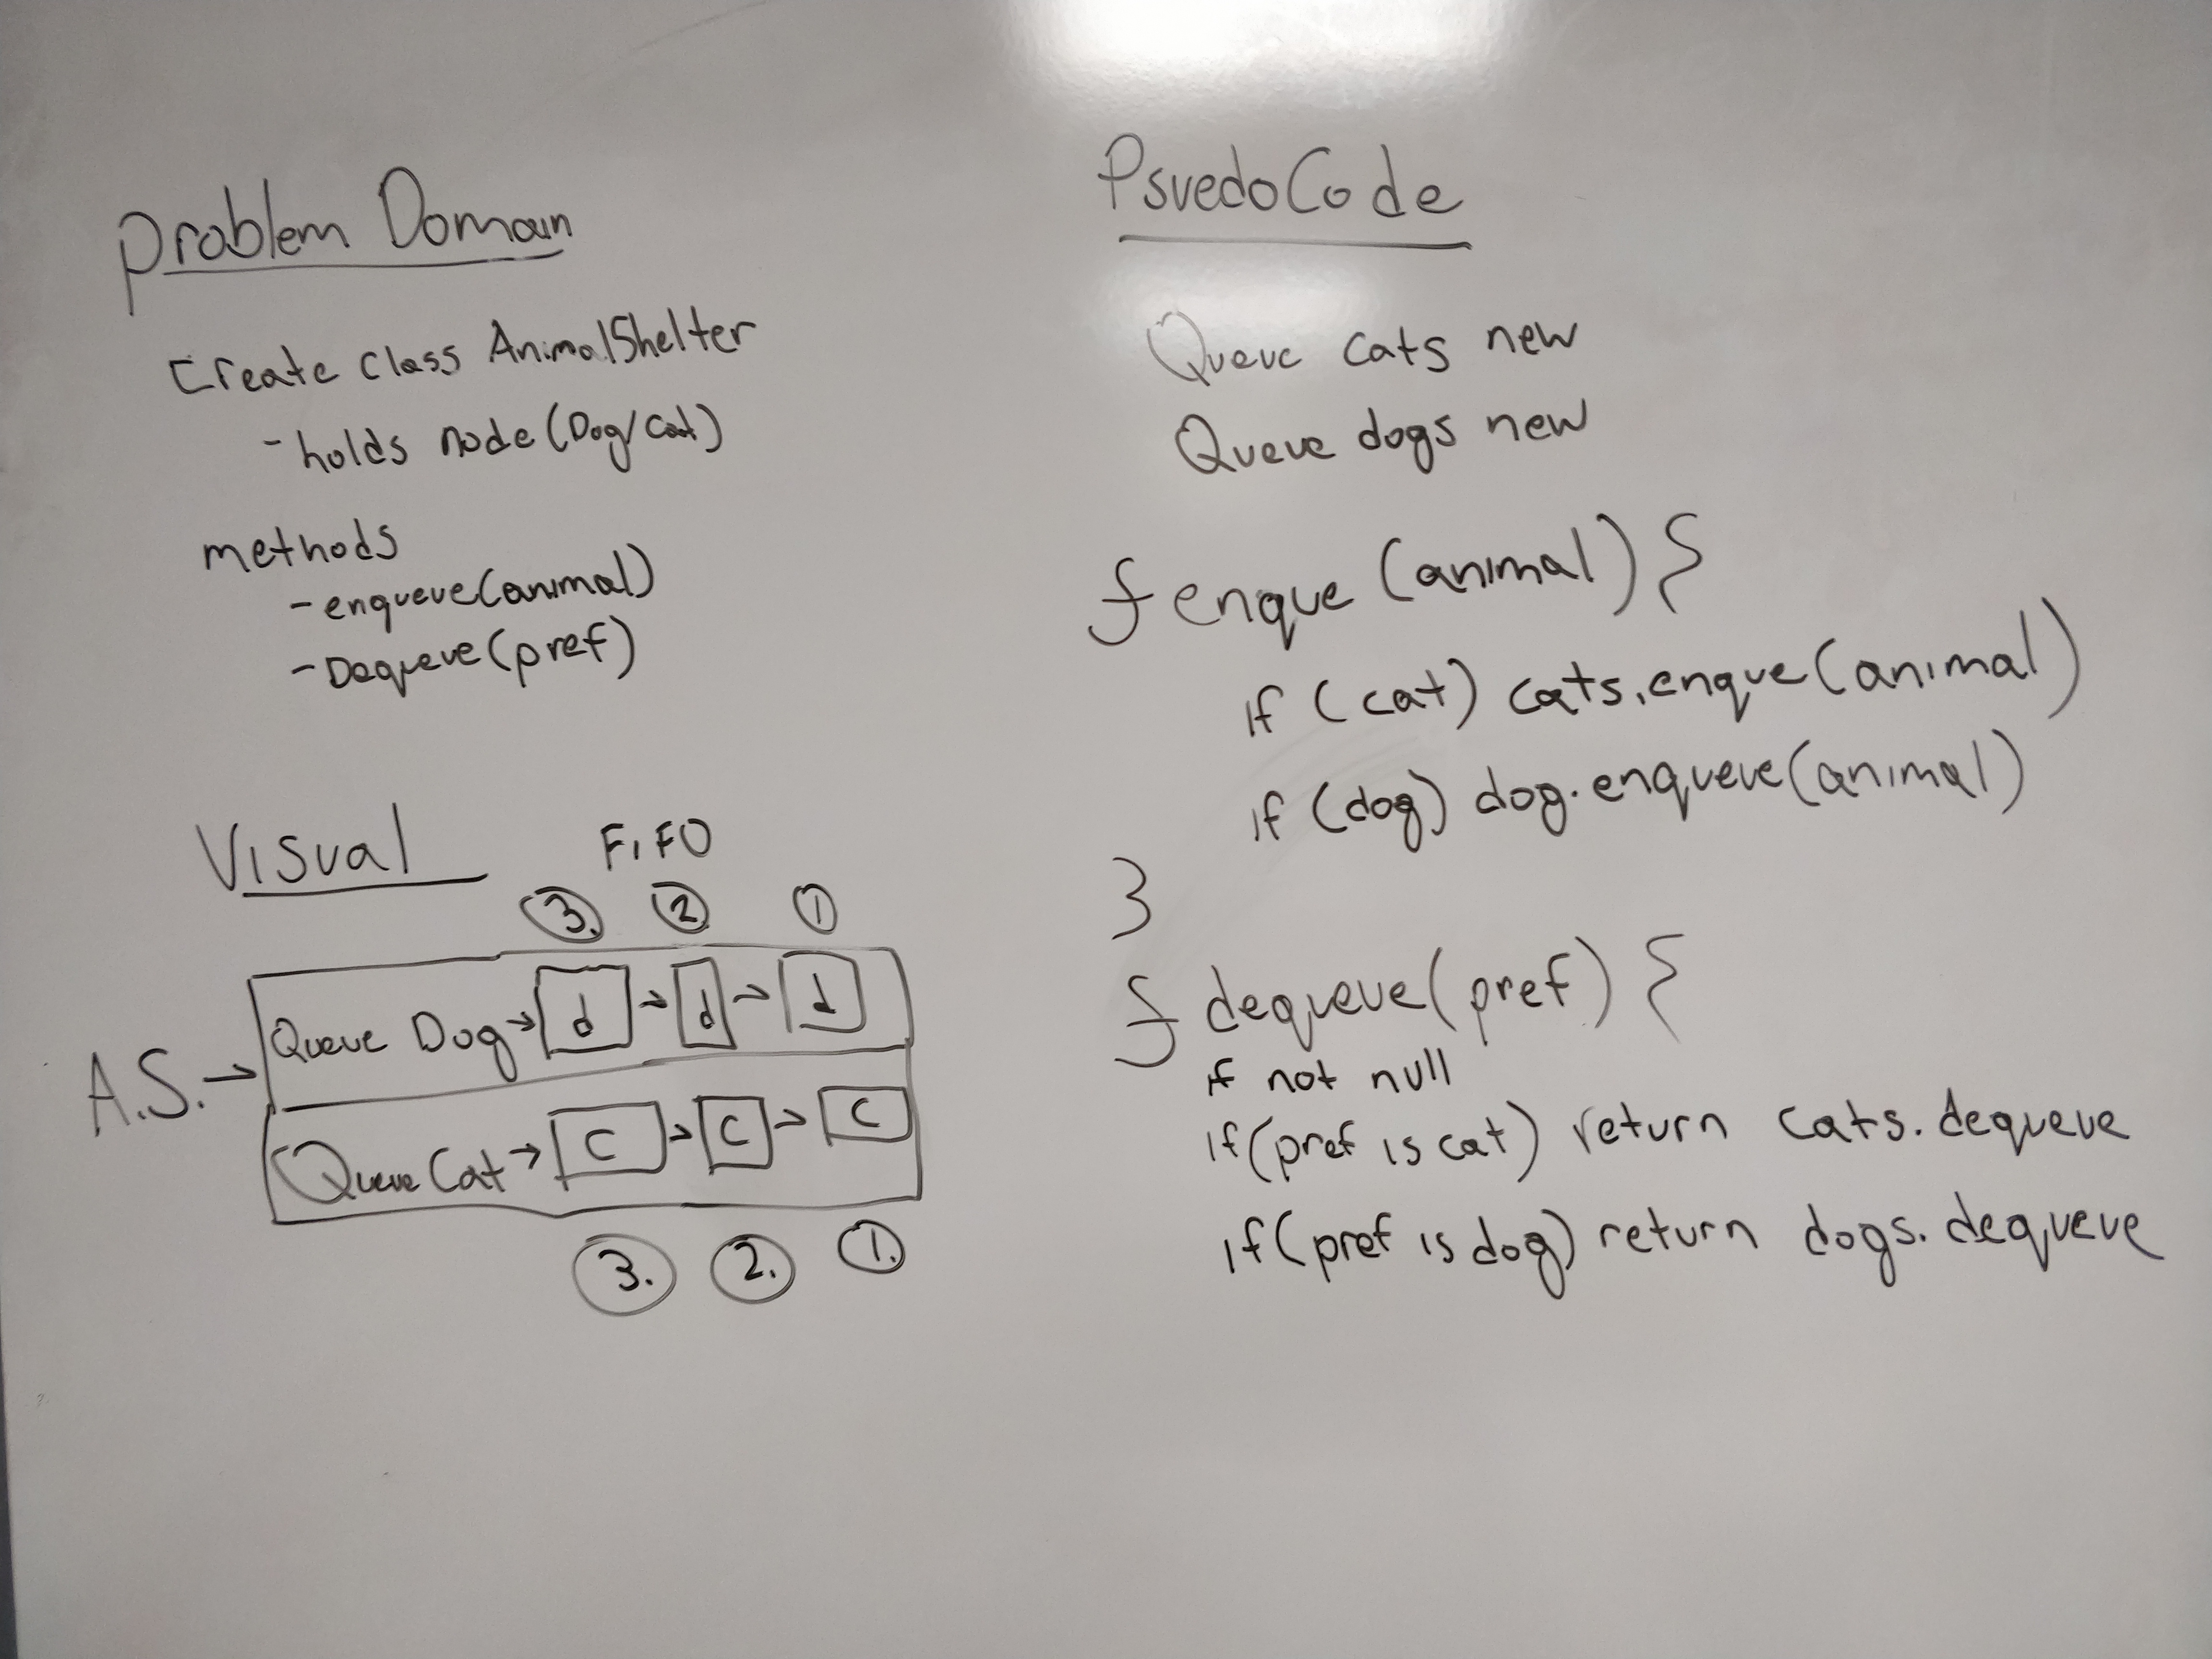 Problem Domain
Create class AnimalShelter
- holds node (Dog/Cat)
methods
- enqueue(animal)
- Dequeue(pref)
Visual FIFO
3. 2 1
Queue Dog → d → d → d
A.S. →
Queue Cat → C → C → C
3. 2. 1.
PsuedoCode
Queue cats new
Queue dogs new
f enque (animal) {
if (cat) cats.enque(animal)
if (dog) dog.enqueue(animal)
}
f dequeue(pref) {
if not null
if(pref is cat) return cats.dequeue
if(pref is dog) return dogs.dequeue